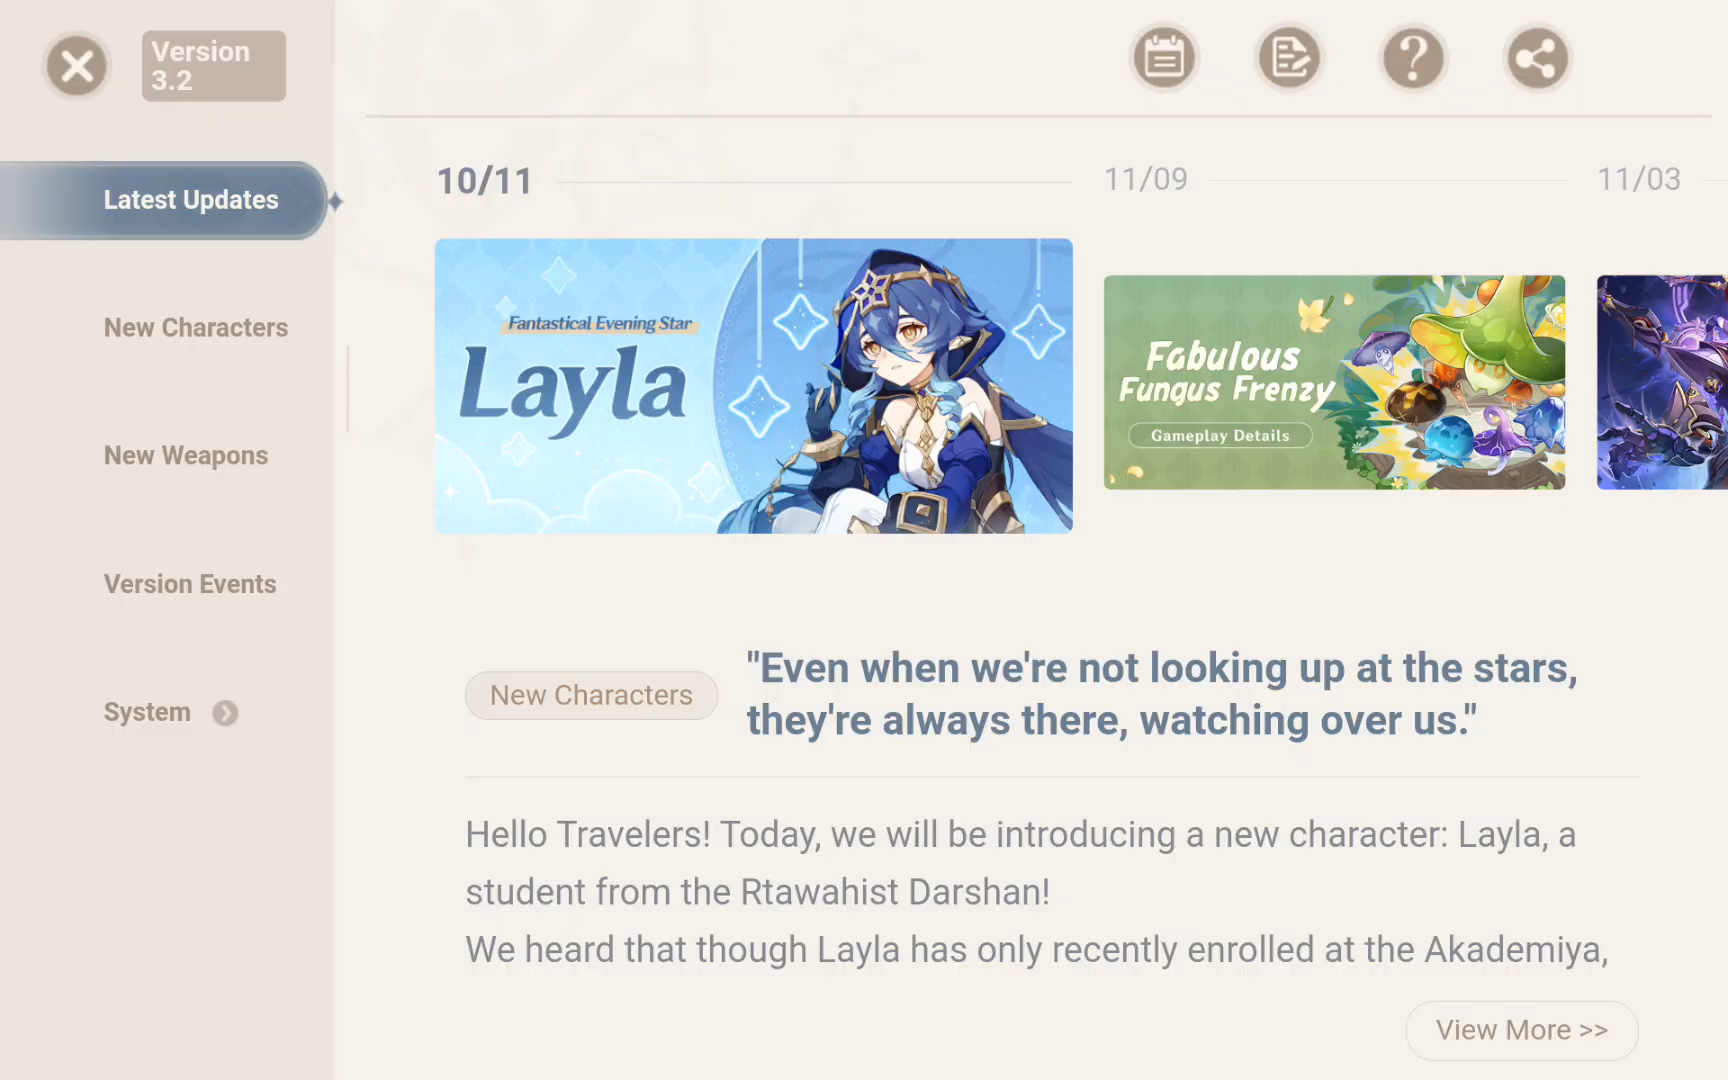 Version
3.2
Latest Updates
New Characters
New Weapons
Version Events
System
10/11
11/09
11/03
Fantastical Evening Star
Layla
Fabulous
Fungus Frenzy
Gameplay Details
New Characters
"Even when we're not looking up at the stars,
they're always there, watching over us."
Hello Travelers! Today, we will be introducing a new character: Layla, a
student from the Rtawahist Darshan!
We heard that though Layla has only recently enrolled at the Akademiya,
View More >>